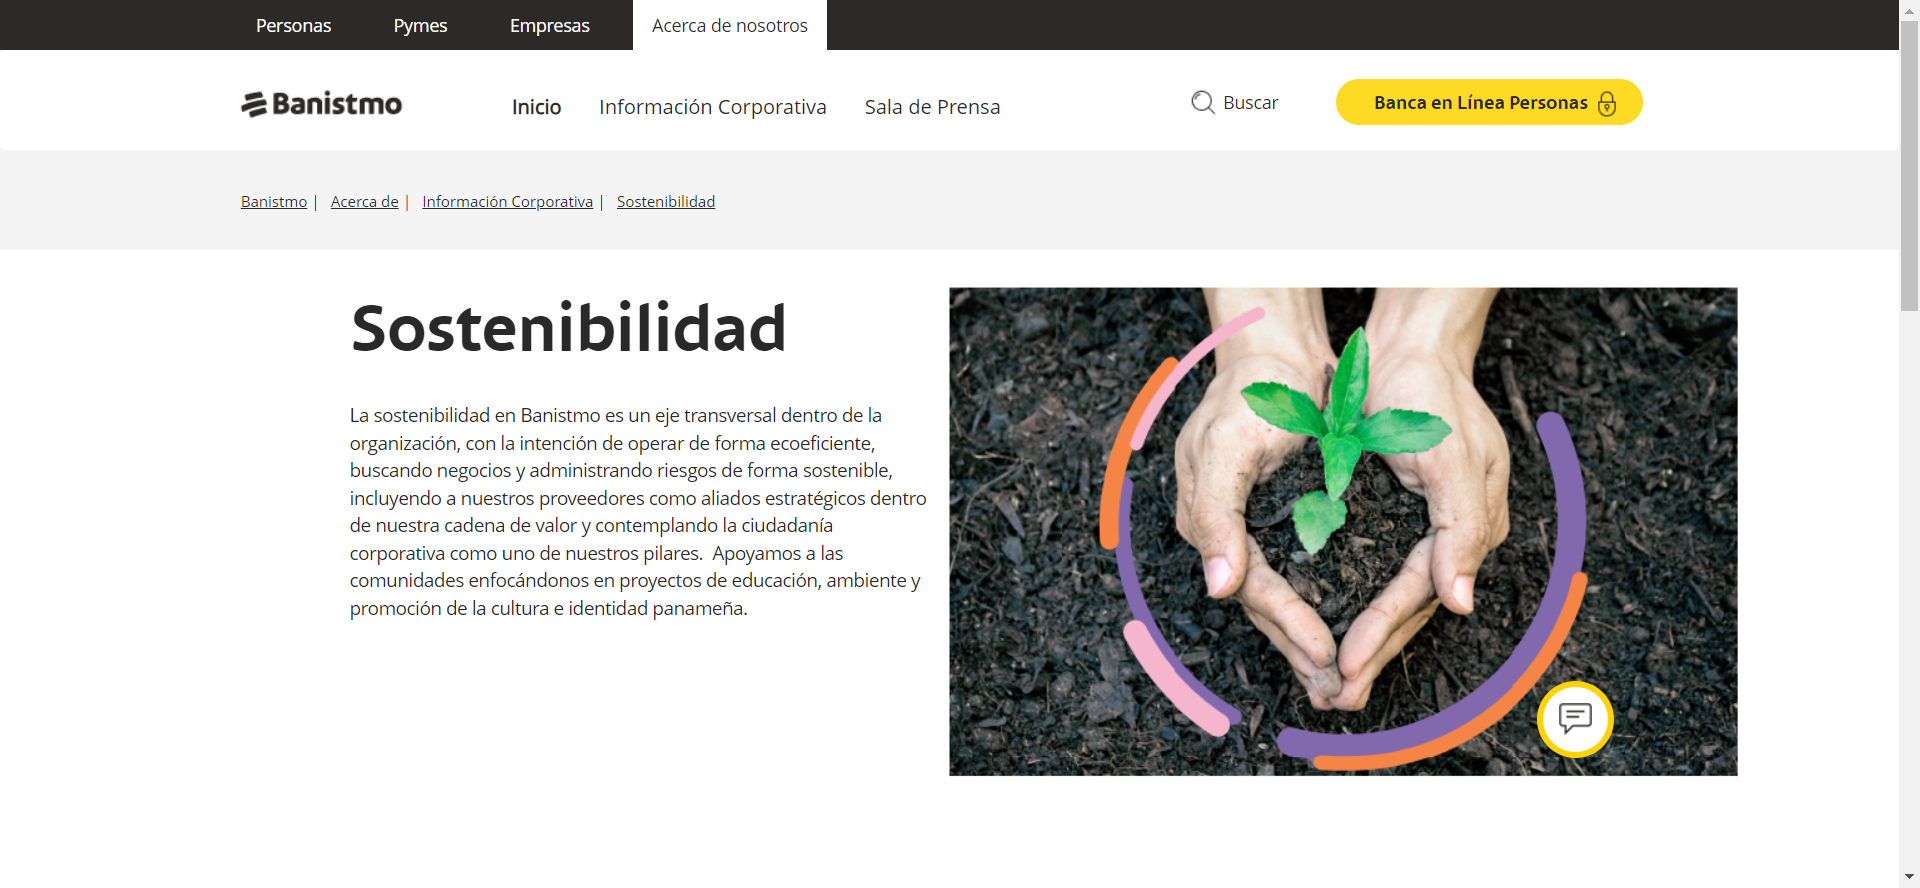 Personas Pymes Empresas Acerca de nosotros
Banistmo Inicio Información Corporativa Sala de Prensa Buscar Banca en Línea Personas
Banistmo | Acerca de | Información Corporativa | Sostenibilidad
Sostenibilidad
La sostenibilidad en Banistmo es un eje transversal dentro de la
organización, con la intención de operar de forma ecoeficiente,
buscando negocios y administrando riesgos de forma sostenible,
incluyendo a nuestros proveedores como aliados estratégicos dentro
de nuestra cadena de valor y contemplando la ciudadanía
corporativa como uno de nuestros pilares.  Apoyamos a las
comunidades enfocándonos en proyectos de educación, ambiente y
promoción de la cultura e identidad panameña.